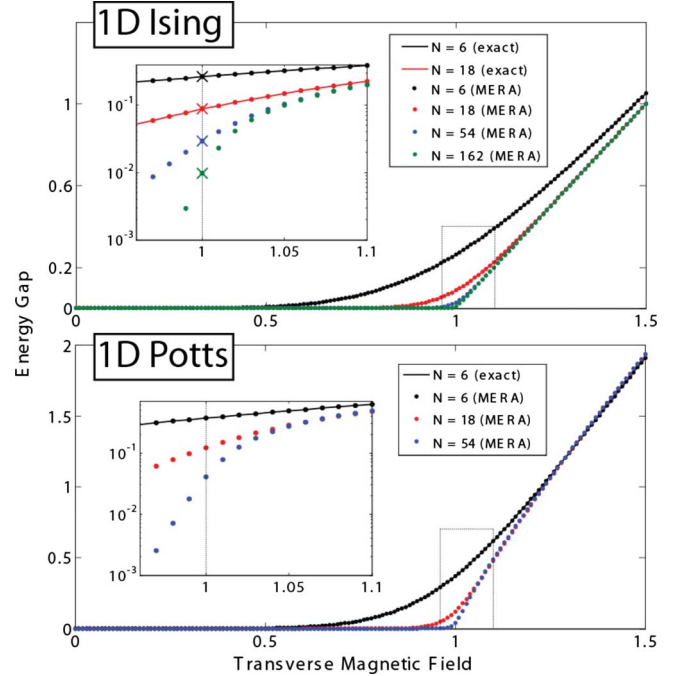 1D Ising
N = 6 (exact)
N = 18 (exact)
N = 6 (MERA)
N = 18 (MERA)
N = 54 (MERA)
N = 162 (MERA)
10^-1
10^-2
10^-3
1
1.05
1.1
1
0.6
0.2
0
0
0.5
1
1.5
Energy Gap
1D Potts
N = 6 (exact)
N = 6 (MERA)
N = 18 (MERA)
N = 54 (MERA)
10^-1
10^-2
10^-3
1
1.05
1.1
2
1.5
1
0.5
0
0
0.5
1
1.5
Transverse Magnetic Field